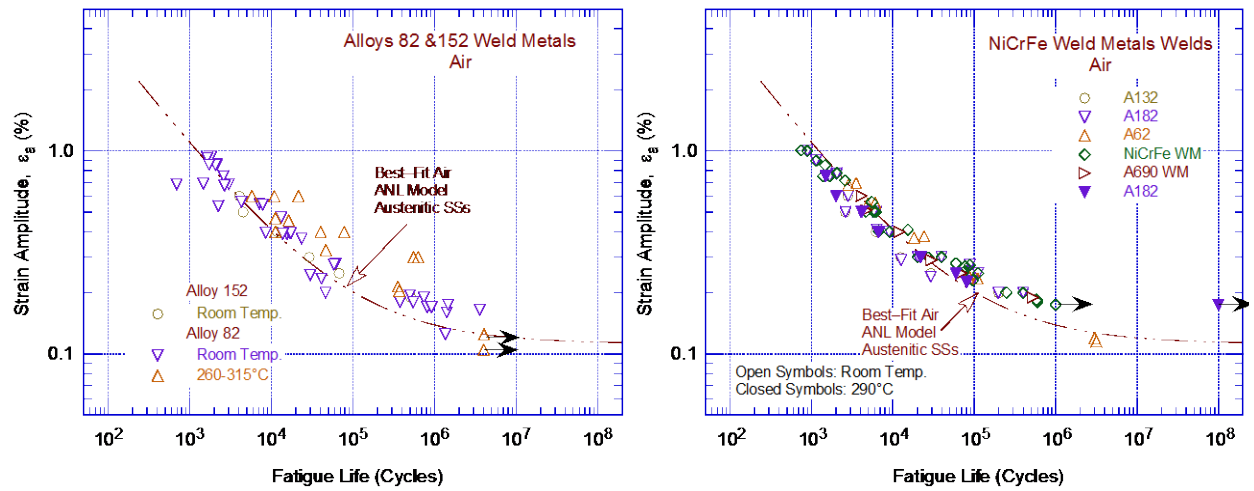 Alloys 82 &152 Weld Metals
Air
Strain Amplitude, εa (%)
1.0
0.1
Best–Fit Air
ANL Model
Austenitic SSs
Alloy 152
Room Temp.
Alloy 82
Room Temp.
260-315°C
10² 10³ 10⁴ 10⁵ 10⁶ 10⁷ 10⁸
Fatigue Life (Cycles)
NiCrFe Weld Metals Welds
Air
A132
A182
A62
NiCrFe WM
A690 WM
A182
Strain Amplitude, εa (%)
1.0
0.1
Best–Fit Air
ANL Model
Austenitic SSs
Open Symbols: Room Temp.
Closed Symbols: 290°C
10² 10³ 10⁴ 10⁵ 10⁶ 10⁷ 10⁸
Fatigue Life (Cycles)